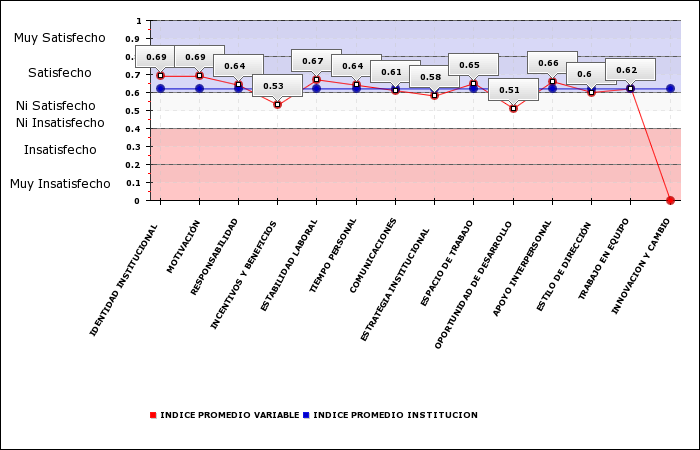 1
Muy Satisfecho
0.9
0.8
Satisfecho
0.7
0.6
Ni Satisfecho
0.5
Ni Insatisfecho
0.4
Insatisfecho
0.3
0.2
Muy Insatisfecho
0.1
0
0.69
0.69
0.64
0.53
0.67
0.64
0.61
0.58
0.65
0.51
0.66
0.6
0.62
IDENTIDAD INSTITUCIONAL
MOTIVACIÓN
RESPONSABILIDAD
INCENTIVOS Y BENEFICIOS
ESTABILIDAD LABORAL
TIEMPO PERSONAL
COMUNICACIONES
ESTRATEGIA INSTITUCIONAL
ESPACIO DE TRABAJO
OPORTUNIDAD DE DESARROLLO
APOYO INTERPERSONAL
ESTILO DE DIRECCIÓN
TRABAJO EN EQUIPO
INNOVACION Y CAMBIO
INDICE PROMEDIO VARIABLE INDICE PROMEDIO INSTITUCION